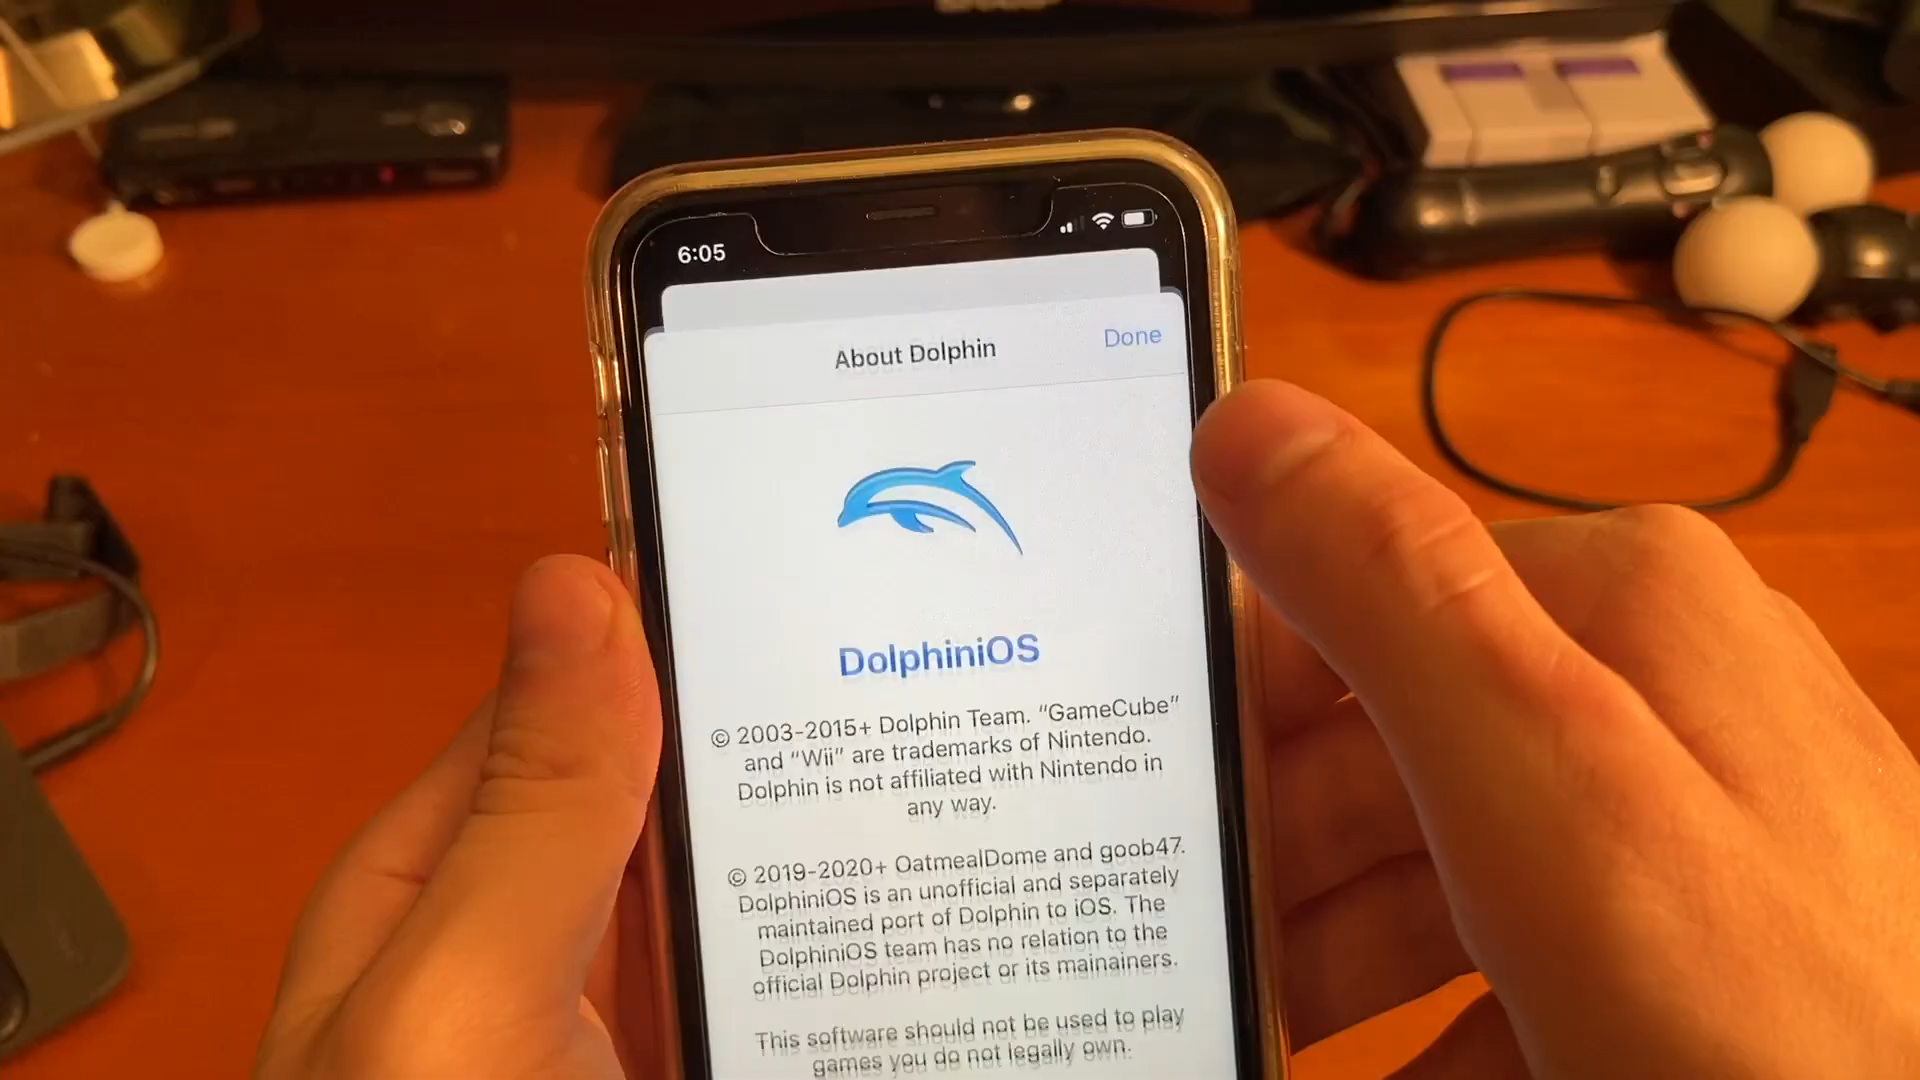 6:05
About Dolphin
Done
DolphiniOS
© 2003-2015+ Dolphin Team. “GameCube”
and “Wii” are trademarks of Nintendo.
Dolphin is not affiliated with Nintendo in
any way.
© 2019-2020+ OatmealDome and goob47.
DolphiniOS is an unofficial and separately
maintained port of Dolphin to iOS. The
DolphiniOS team has no relation to the
official Dolphin project or its mainainers.
This software should not be used to play
games you do not legally own.